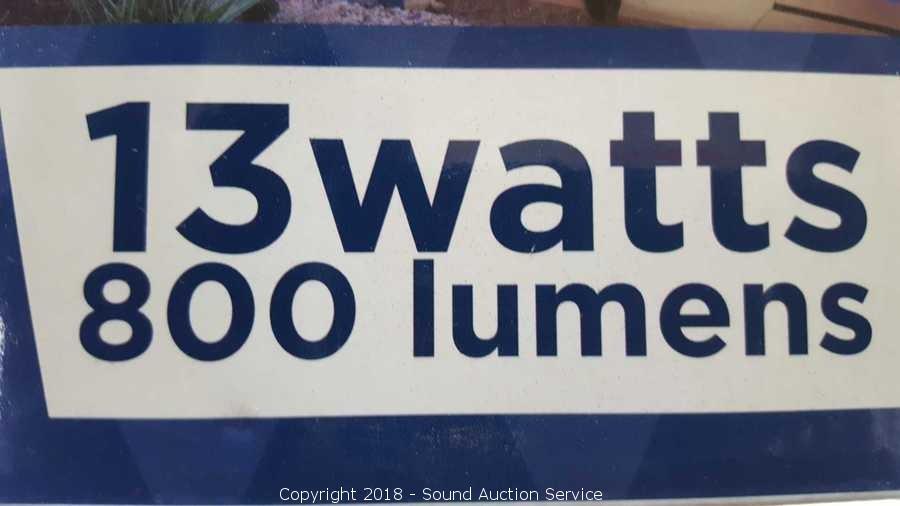 13watts
800 lumens
Copyright 2018 - Sound Auction Service